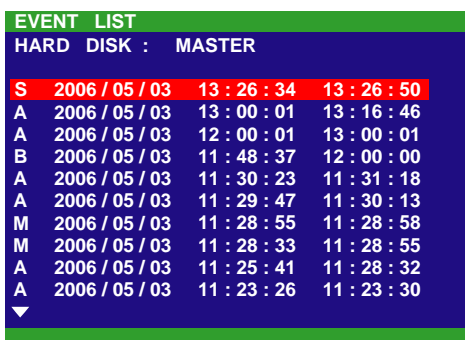 EVENT LIST
HARD DISK : MASTER
S 2006 / 05 / 03 13 : 26 : 34 13 : 26 : 50
A 2006 / 05 / 03 13 : 00 : 01 13 : 16 : 46
A 2006 / 05 / 03 12 : 00 : 01 13 : 00 : 01
B 2006 / 05 / 03 11 : 48 : 37 12 : 00 : 00
A 2006 / 05 / 03 11 : 30 : 23 11 : 31 : 18
A 2006 / 05 / 03 11 : 29 : 47 11 : 30 : 13
M 2006 / 05 / 03 11 : 28 : 55 11 : 28 : 58
M 2006 / 05 / 03 11 : 28 : 33 11 : 28 : 55
A 2006 / 05 / 03 11 : 25 : 41 11 : 28 : 32
A 2006 / 05 / 03 11 : 23 : 26 11 : 23 : 30